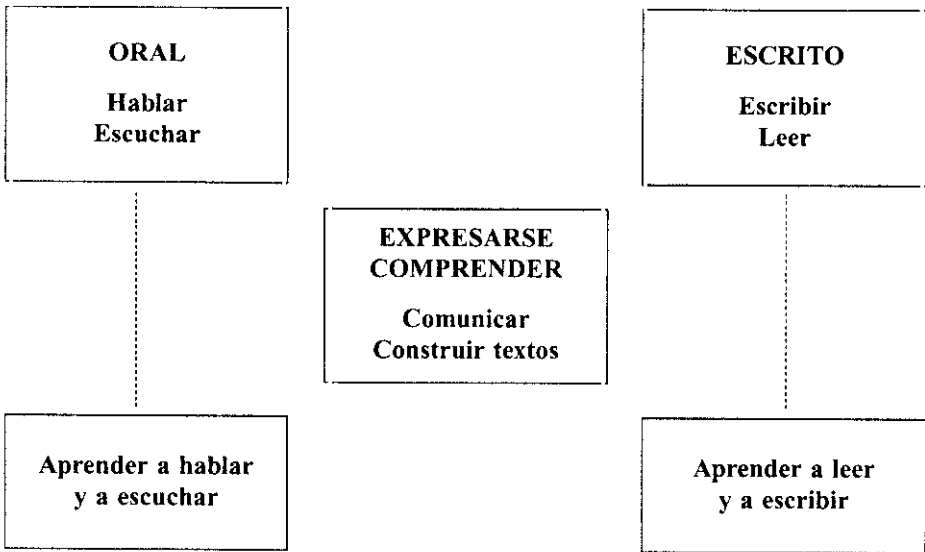 ORAL
Hablar
Escuchar
ESCRITO
Escribir
Leer
EXPRESARSE
COMPRENDER
Comunicar
Construir textos
Aprender a hablar
y a escuchar
Aprender a leer
y a escribir